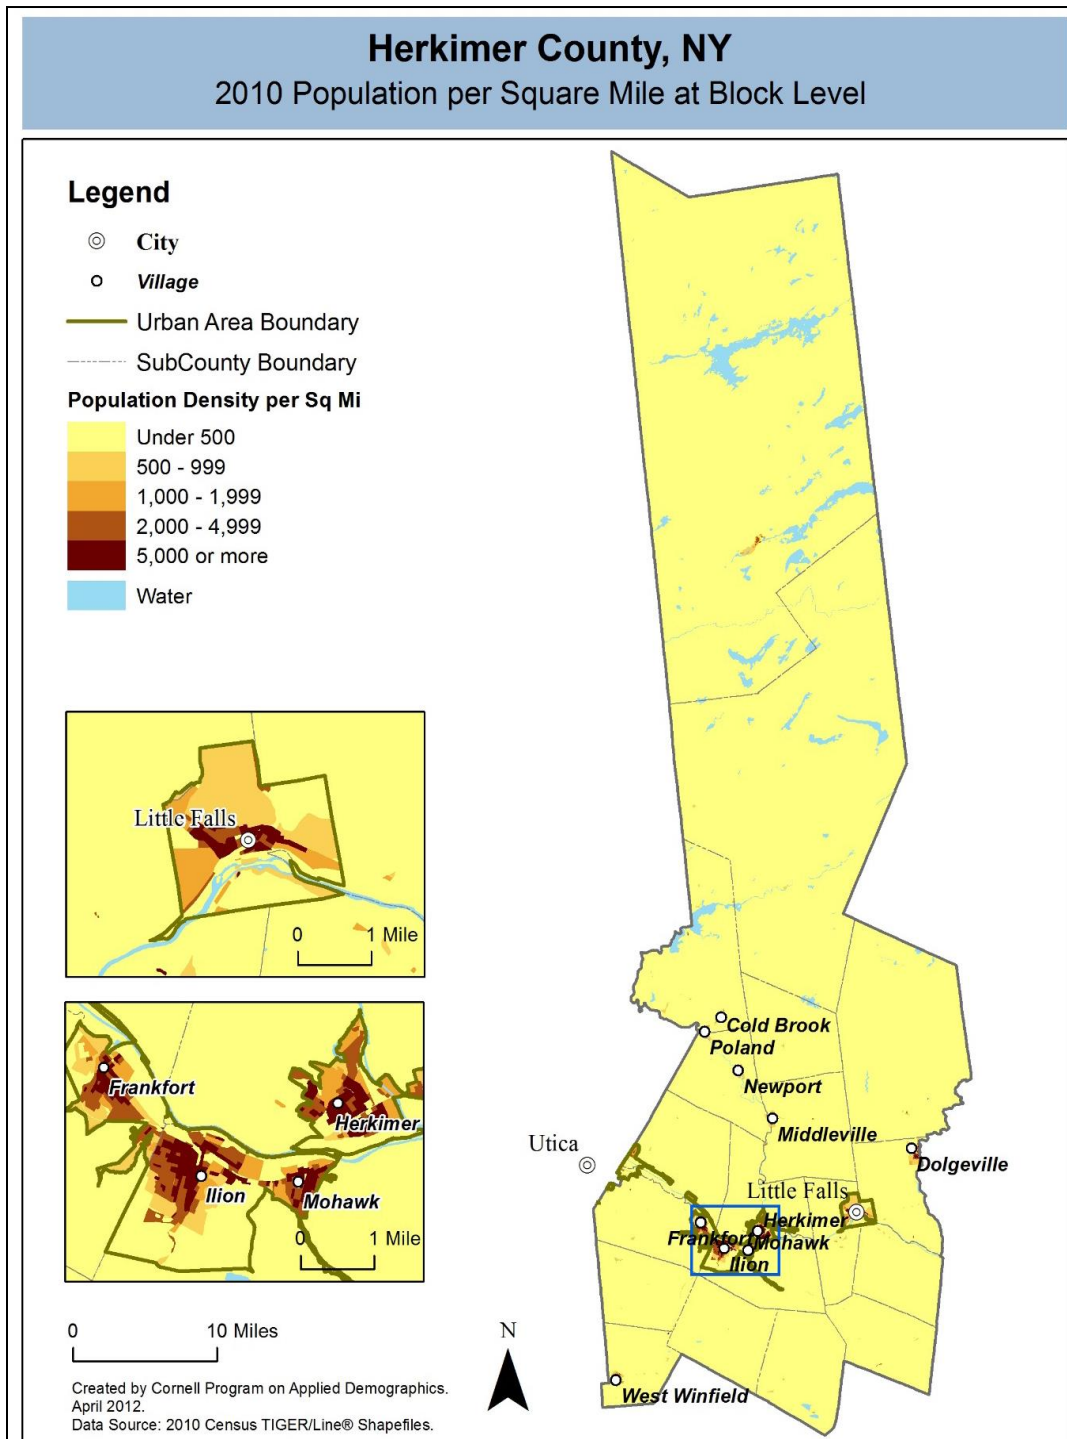 Herkimer County, NY
2010 Population per Square Mile at Block Level
Legend
City
Village
Urban Area Boundary
SubCounty Boundary
Population Density per Sq Mi
Under 500
500 - 999
1,000 - 1,999
2,000 - 4,999
5,000 or more
Water
Little Falls
0 1 Mile
Frankfort
Herkimer
Ilion
Mohawk
0 1 Mile
Cold Brook
Poland
Newport
Middleville
Utica
Dolgeville
Little Falls
Herkimer
Frankfort
Mohawk
Ilion
West Winfield
0 10 Miles
N
Created by Cornell Program on Applied Demographics.
April 2012.
Data Source: 2010 Census TIGER/Line® Shapefiles.